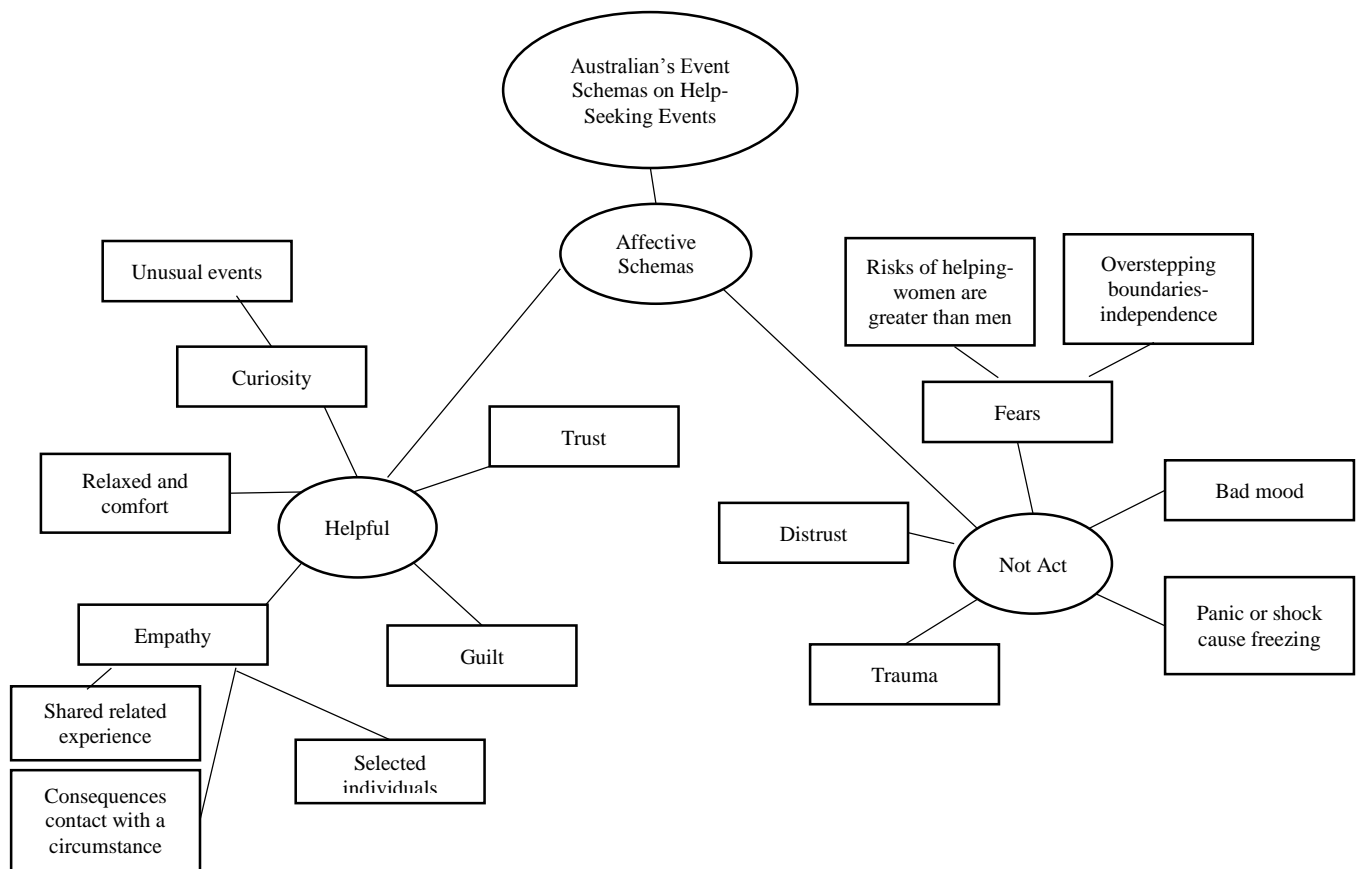 Australian’s Event
Schemas on Help-
Seeking Events
Affective
Schemas
Unusual events
Curiosity
Relaxed and
comfort
Helpful
Trust
Empathy
Guilt
Shared related
experience
Selected
individuals
Consequences
contact with a
circumstance
Risks of helping-
women are
greater than men
Overstepping
boundaries-
independence
Fears
Bad mood
Distrust
Not Act
Panic or shock
cause freezing
Trauma